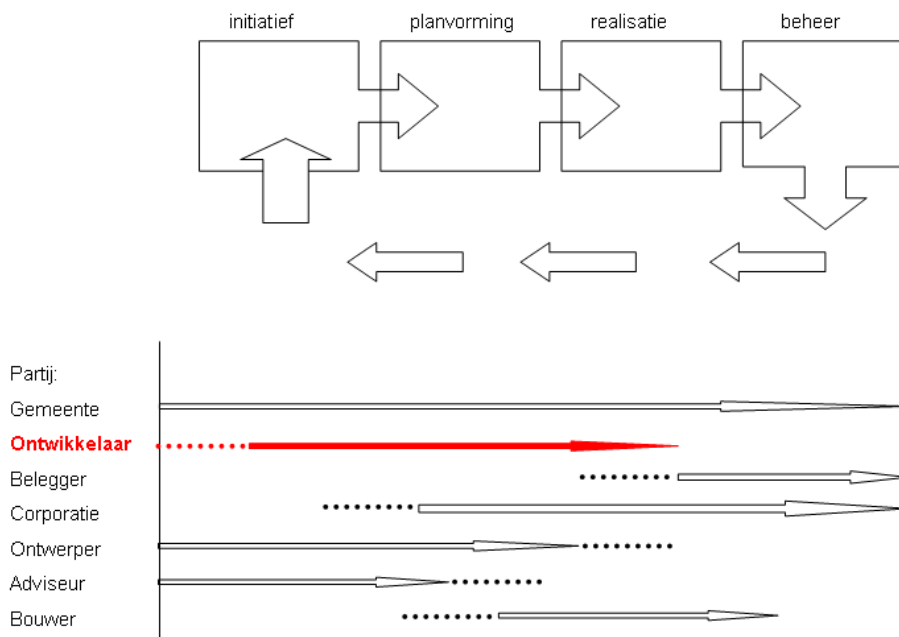 initiatief planvorming realisatie beheer
Partij:
Gemeente
Ontwikkelaar
Belegger
Corporatie
Ontwerper
Adviseur
Bouwer